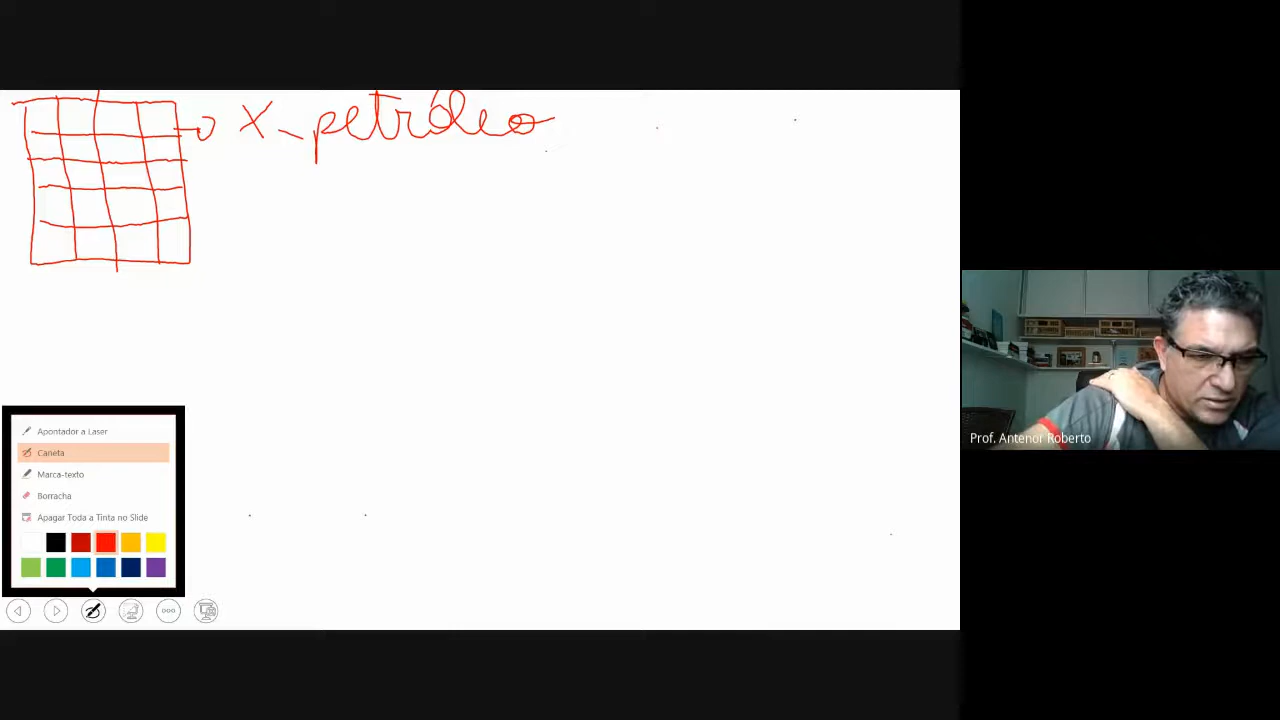 X - petróleo
Apontador a Laser
Caneta
Marca-texto
Borracha
Apagar Toda a Tinta no Slide
Prof. Antenor Roberto